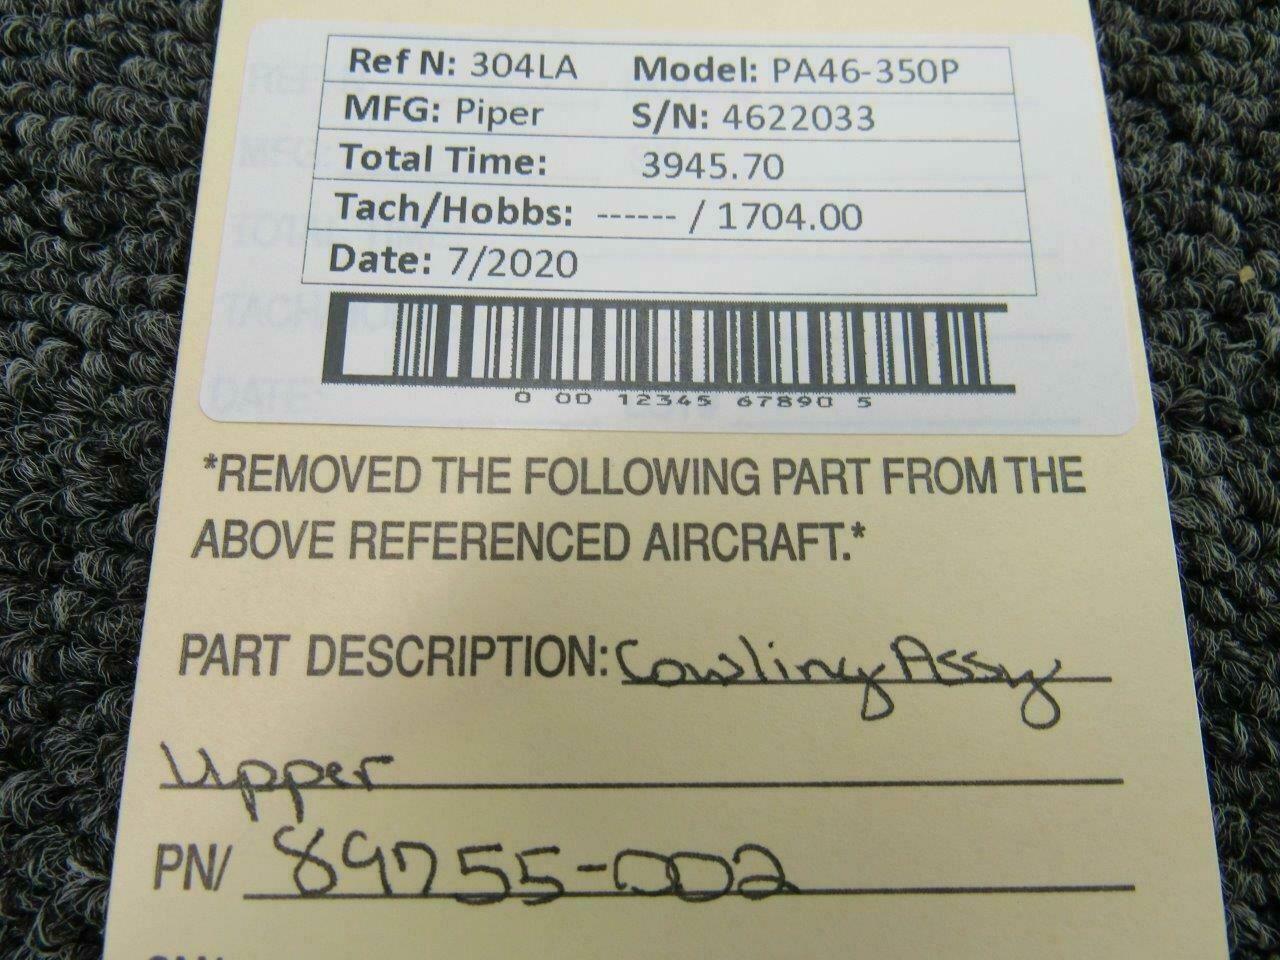 Ref N: 304LA Model: PA46-350P
MFG: Piper S/N: 4622033
Total Time: 3945.70
Tach/Hobbs: ------ / 1704.00
Date: 7/2020
0 00 12345 67890 5
*REMOVED THE FOLLOWING PART FROM THE
ABOVE REFERENCED AIRCRAFT.*
PART DESCRIPTION: Cowling Assy
Upper
PN/ 89755-002